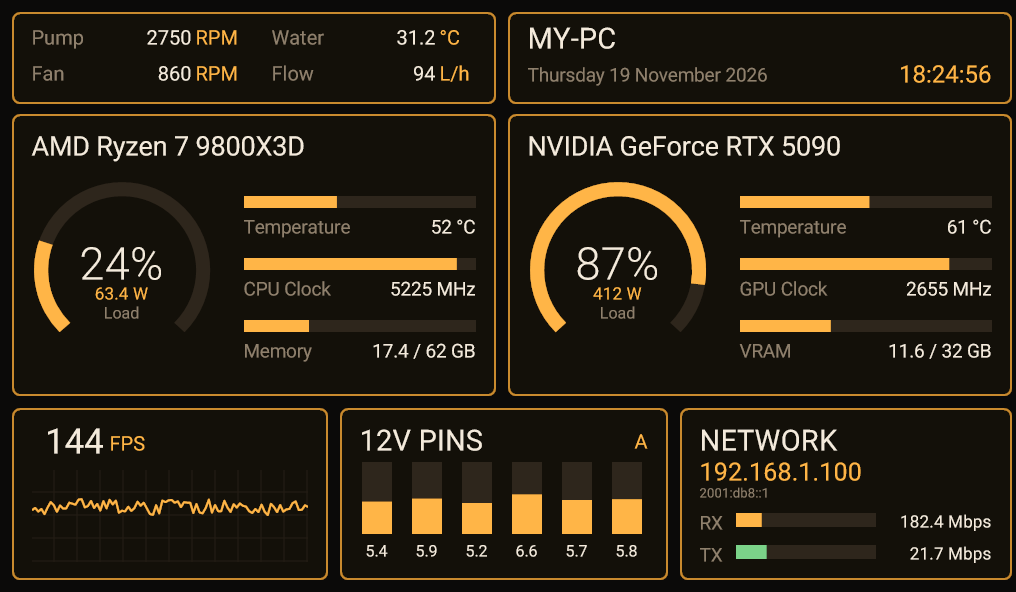 Pump 2750 RPM Water 31.2 °C
Fan 860 RPM Flow 94 L/h
MY-PC
Thursday 19 November 2026 18:24:56
AMD Ryzen 7 9800X3D
24%
63.4 W
Load
Temperature 52 °C
CPU Clock 5225 MHz
Memory 17.4 / 62 GB
NVIDIA GeForce RTX 5090
87%
412 W
Load
Temperature 61 °C
GPU Clock 2655 MHz
VRAM 11.6 / 32 GB
144 FPS
12V PINS A
5.4 5.9 5.2 6.6 5.7 5.8
NETWORK
192.168.1.100
2001:db8::1
RX 182.4 Mbps
TX 21.7 Mbps